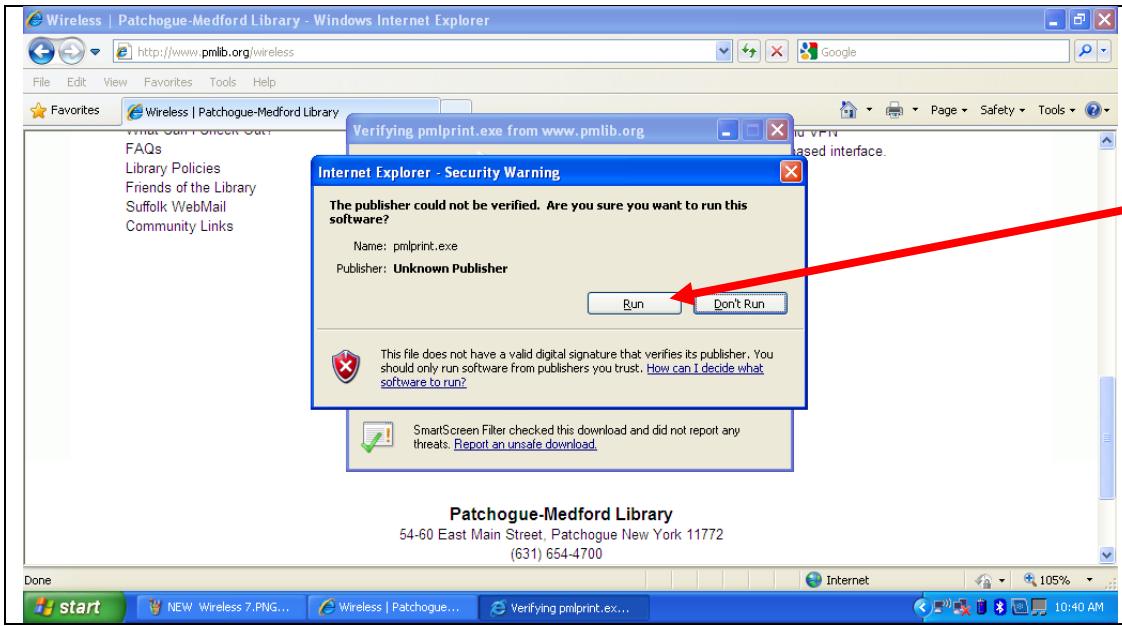 Wireless | Patchogue-Medford Library - Windows Internet Explorer
http://www.pmlib.org/wireless
Google
File Edit View Favorites Tools Help
Favorites
Wireless | Patchogue-Medford Library
Page Safety Tools
What Can I Check Out?
FAQs
Library Policies
Friends of the Library
Suffolk WebMail
Community Links
VPN
ased interface.
Verifying pmlprint.exe from www.pmlib.org
Internet Explorer - Security Warning
The publisher could not be verified. Are you sure you want to run this
software?
Name: pmlprint.exe
Publisher: Unknown Publisher
Run
Don't Run
This file does not have a valid digital signature that verifies its publisher. You
should only run software from publishers you trust. How can I decide what
software to run?
SmartScreen Filter checked this download and did not report any
threats. Report an unsafe download.
Patchogue-Medford Library
54-60 East Main Street, Patchogue New York 11772
(631) 654-4700
Done
Internet
105%
start
NEW Wireless 7.PNG...
Wireless | Patchogue...
Verifying pmlprint.ex...
10:40 AM